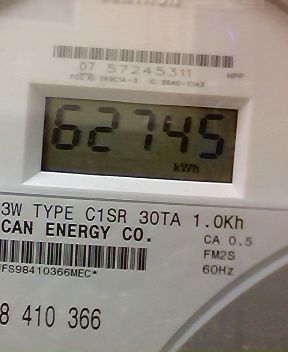 07 57245311
HPP
62745
kWh
3W TYPE C1SR 30TA 1.0Kh
CAN ENERGY CO.
CA 0.5
FM2S
60Hz
*FS98410366MEC*
8 410 366